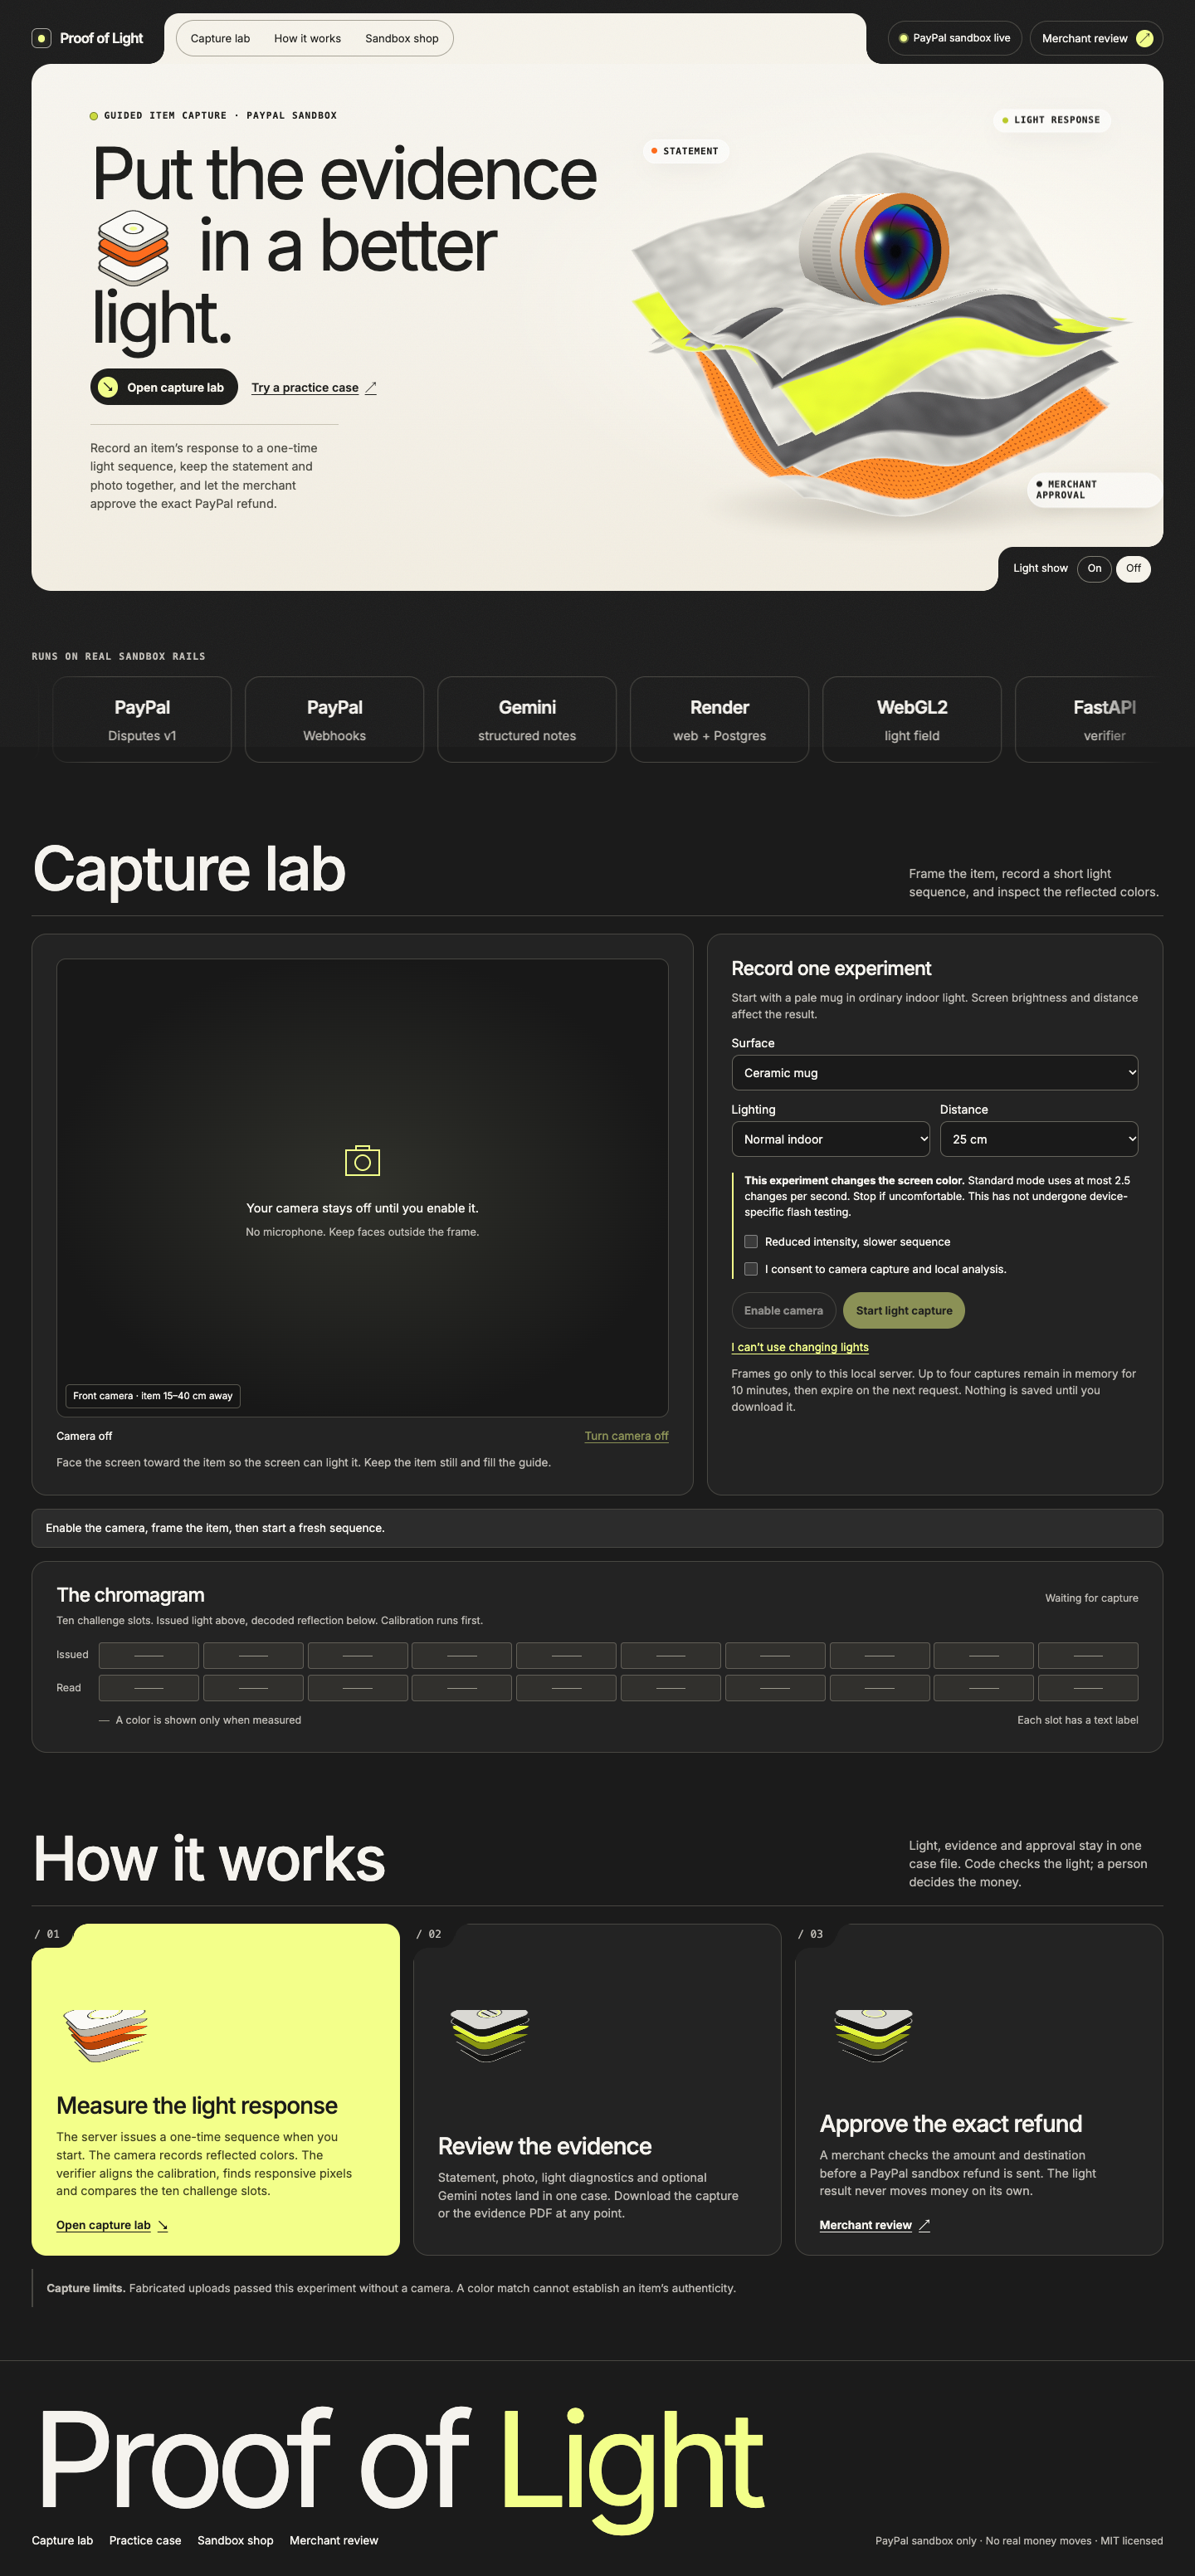 Proof of Light
Capture lab
How it works
Sandbox shop
PayPal sandbox live
Merchant review
GUIDED ITEM CAPTURE · PAYPAL SANDBOX
Put the evidence
in a better
light.
Open capture lab
Try a practice case
Record an item's response to a one-time
light sequence, keep the statement and
photo together, and let the merchant
approve the exact PayPal refund.
STATEMENT
LIGHT RESPONSE
MERCHANT
APPROVAL
Light show
On
Off
RUNS ON REAL SANDBOX RAILS
PayPal
Disputes v1
PayPal
Webhooks
Gemini
structured notes
Render
web + Postgres
WebGL2
light field
FastAPI
verifier
Capture lab
Frame the item, record a short light
sequence, and inspect the reflected colors.
Your camera stays off until you enable it.
No microphone. Keep faces outside the frame.
Front camera · item 15–40 cm away
Camera off
Turn camera off
Face the screen toward the item so the screen can light it. Keep the item still and fill the guide.
Record one experiment
Start with a pale mug in ordinary indoor light. Screen brightness and distance
affect the result.
Surface
Ceramic mug
Lighting
Distance
Normal indoor
25 cm
This experiment changes the screen color. Standard mode uses at most 2.5
changes per second. Stop if uncomfortable. This has not undergone device-
specific flash testing.
Reduced intensity, slower sequence
I consent to camera capture and local analysis.
Enable camera
Start light capture
I can't use changing lights
Frames go only to this local server. Up to four captures remain in memory for
10 minutes, then expire on the next request. Nothing is saved until you
download it.
Enable the camera, frame the item, then start a fresh sequence.
The chromagram
Waiting for capture
Ten challenge slots. Issued light above, decoded reflection below. Calibration runs first.
Issued
Read
— A color is shown only when measured
Each slot has a text label
How it works
Light, evidence and approval stay in one
case file. Code checks the light; a person
decides the money.
/ 01
Measure the light response
The server issues a one-time sequence when you
start. The camera records reflected colors. The
verifier aligns the calibration, finds responsive pixels
and compares the ten challenge slots.
Open capture lab
/ 02
Review the evidence
Statement, photo, light diagnostics and optional
Gemini notes land in one case. Download the capture
or the evidence PDF at any point.
/ 03
Approve the exact refund
A merchant checks the amount and destination
before a PayPal sandbox refund is sent. The light
result never moves money on its own.
Merchant review
Capture limits. Fabricated uploads passed this experiment without a camera. A color match cannot establish an item's authenticity.
Proof of Light
Capture lab
Practice case
Sandbox shop
Merchant review
PayPal sandbox only · No real money moves · MIT licensed